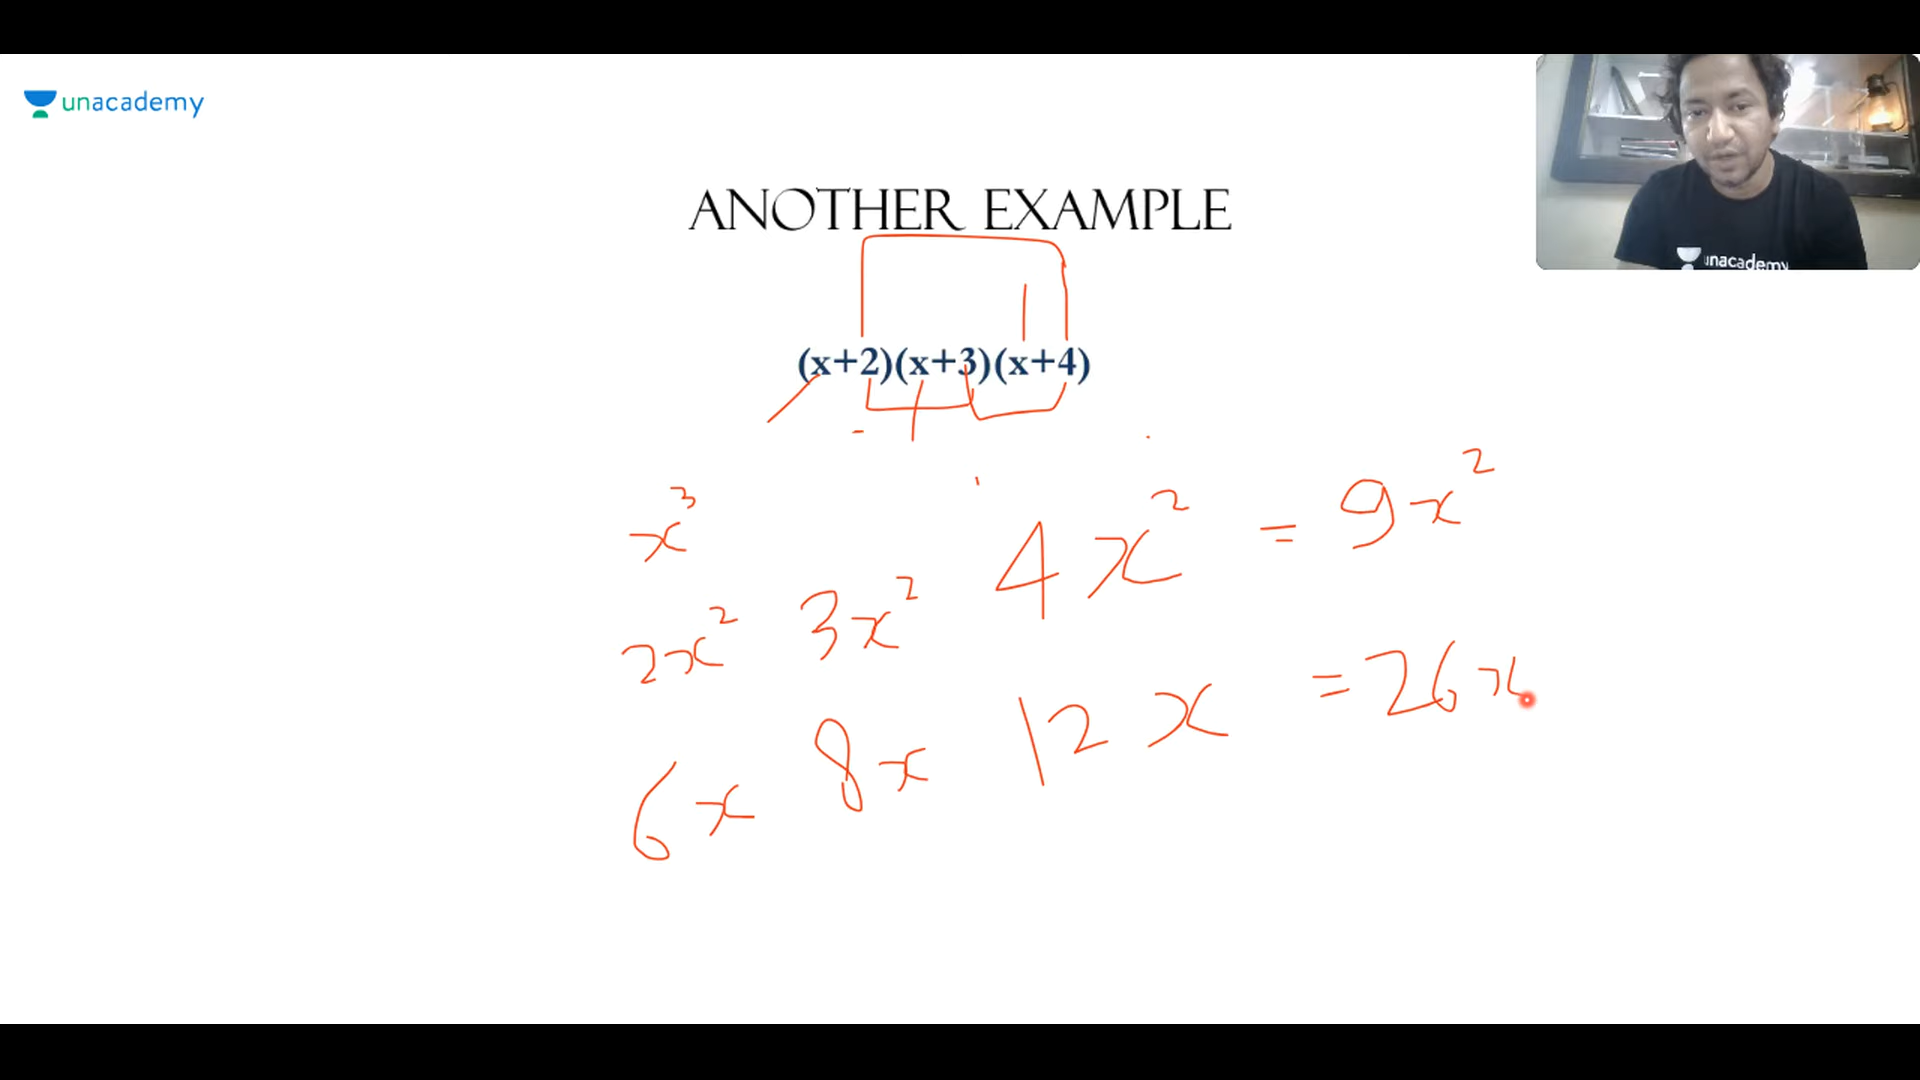 unacademy
ANOTHER EXAMPLE
unacademy
(x+2)(x+3)(x+4)
x³
2x² 3x² 4x² = 9x²
6x 8x 12x = 26x